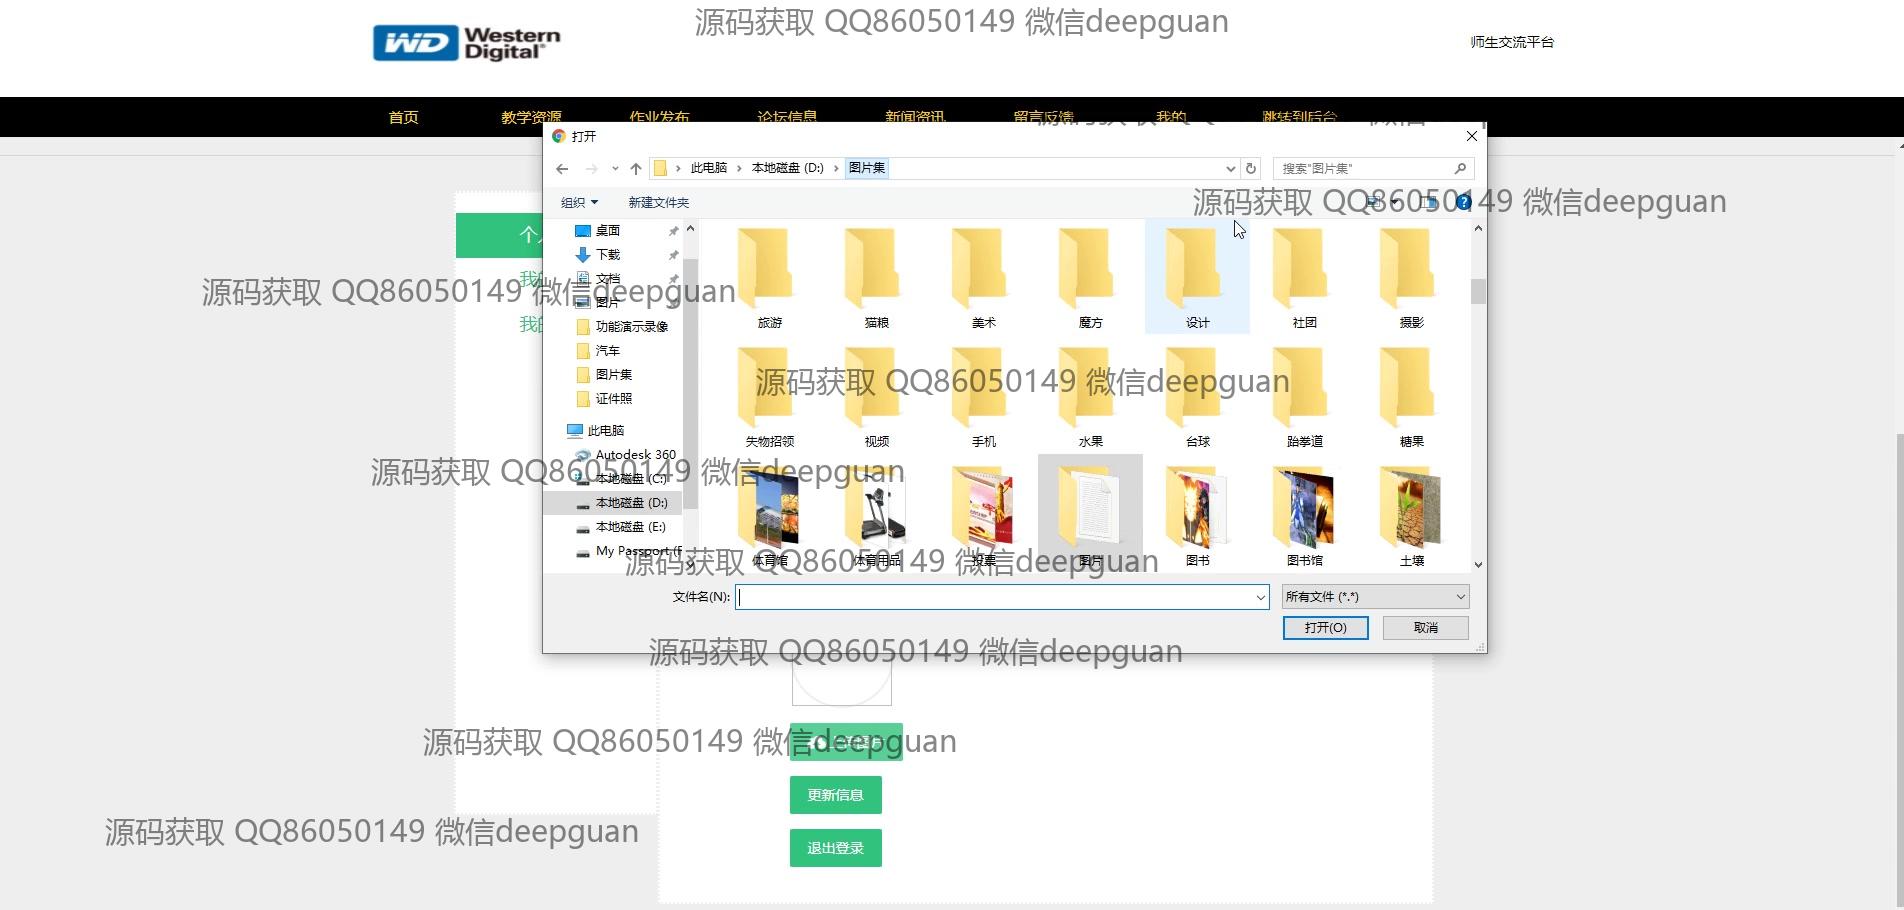 源码获取 QQ86050149 微信deepguan
WD Western Digital
师生交流平台
首页 教学资源 作业发布 论坛信息 新闻资讯 留言反馈 我的 跳转到后台
打开
此电脑 本地磁盘 (D:) 图片集
搜索"图片集"
组织 新建文件夹
源码获取 QQ86050149 微信deepguan
个
我的
我的
桌面
下载
文档
图片
功能演示录像
汽车
图片集
证件照
此电脑
Autodesk 360
本地磁盘 (C:)
本地磁盘 (D:)
本地磁盘 (E:)
My Passport (F
源码获取 QQ86050149 微信deepguan
旅游 猫粮 美术 魔方 设计 社团 摄影
源码获取 QQ86050149 微信deepguan
失物招领 视频 手机 水果 台球 跆拳道 糖果
源码获取 QQ86050149 微信deepguan
体育馆 体育用品 投票 图片 图书 图书馆 土壤
源码获取 QQ86050149 微信deepguan
文件名(N):
所有文件 (*.*)
打开(O) 取消
源码获取 QQ86050149 微信deepguan
上传图片
源码获取 QQ86050149 微信deepguan
更新信息
源码获取 QQ86050149 微信deepguan
退出登录